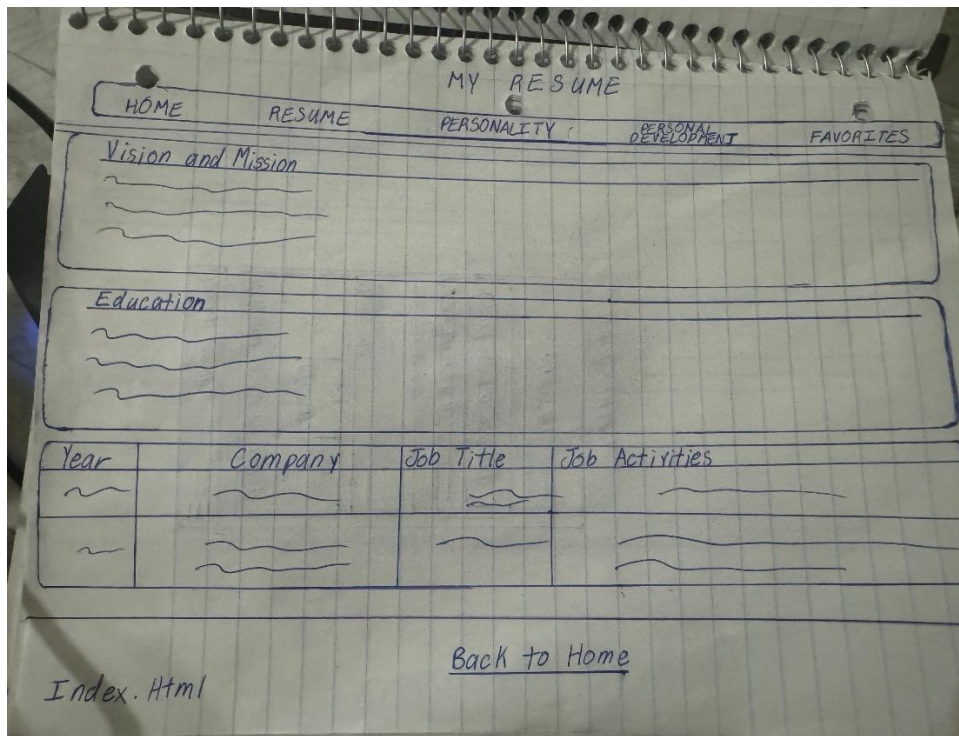 MY RESUME
HOME RESUME PERSONALITY PERSONAL DEVELOPMENT FAVORITES
Vision and Mission
Education
Year Company Job Title Job Activities
Back to Home
Index.Html